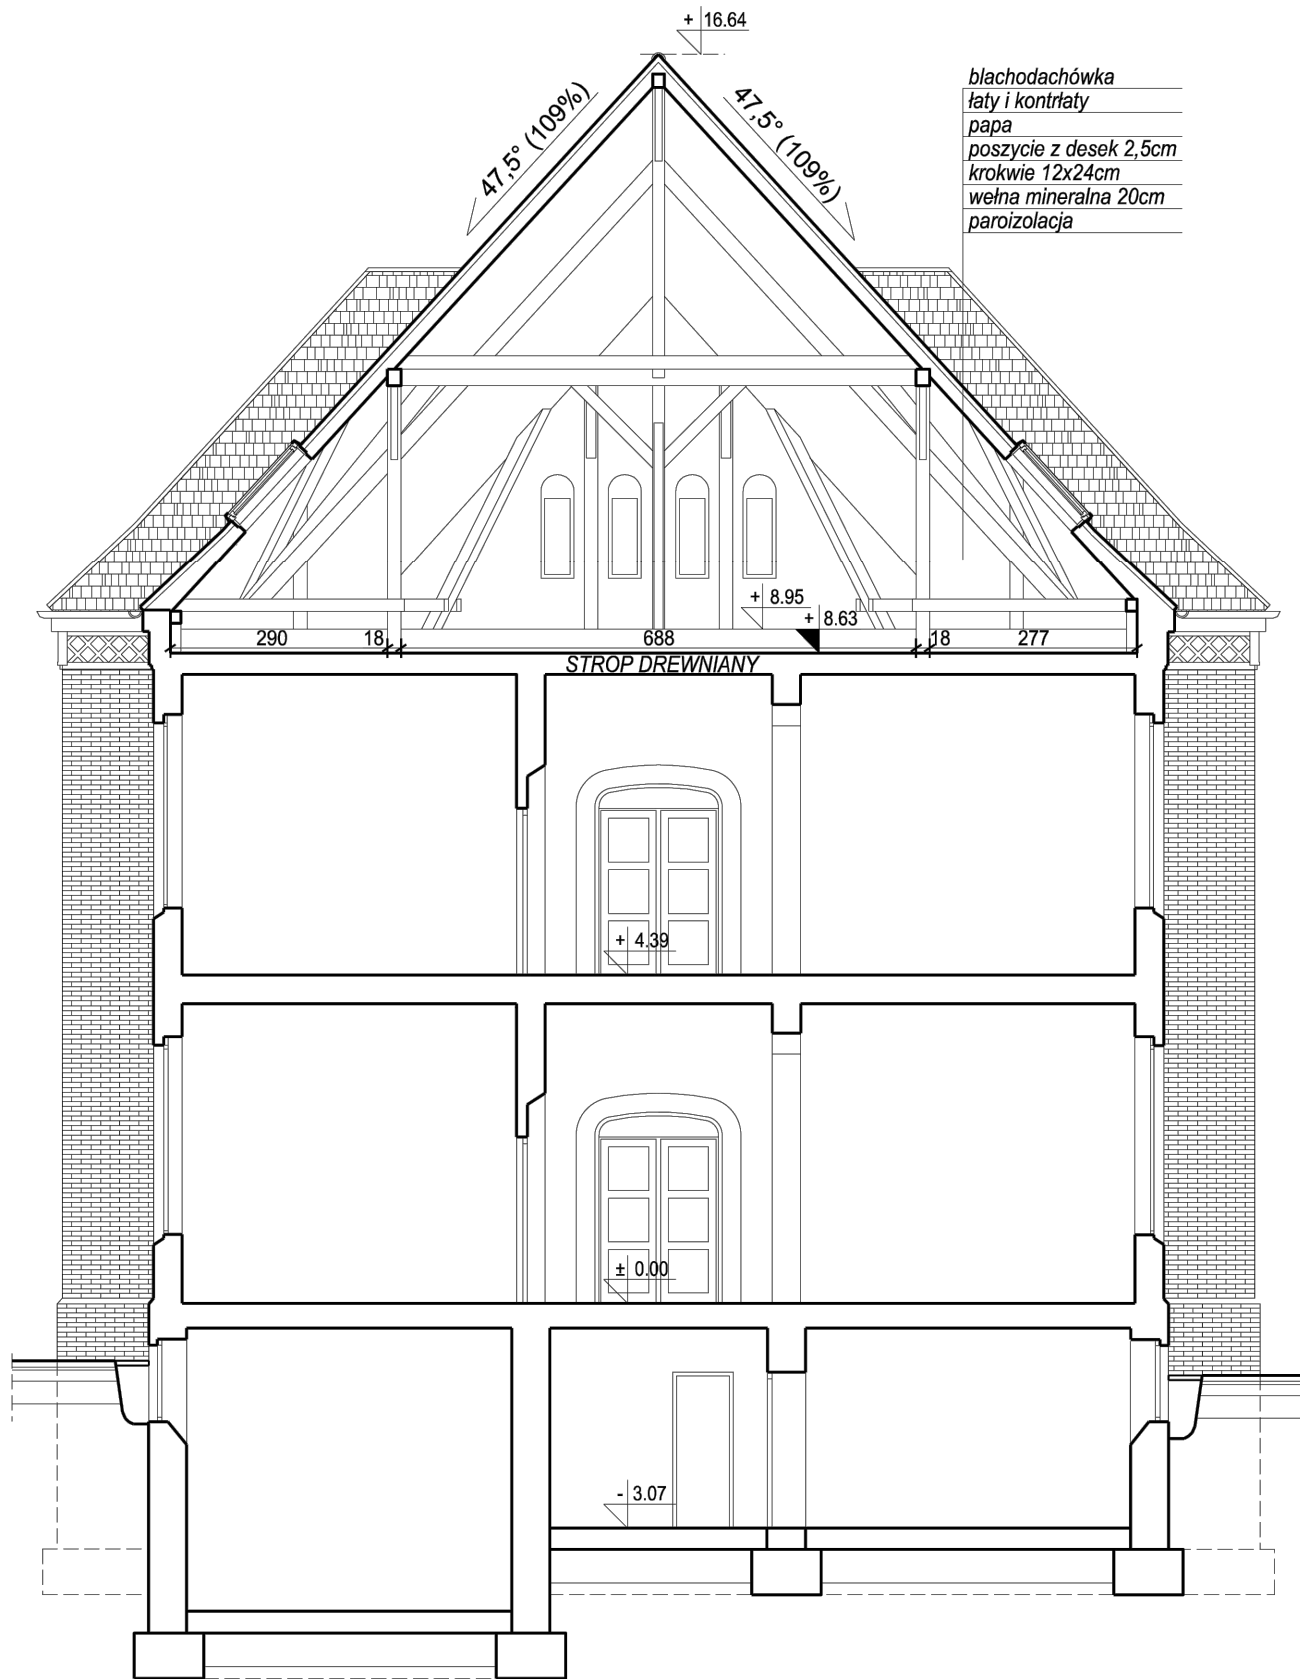 + 16.64
47,5° (109%)
47,5° (109%)
blachodachówka
łaty i kontrłaty
papa
poszycie z desek 2,5cm
krokwie 12x24cm
wełna mineralna 20cm
paroizolacja
+ 8.95
+ 8.63
290 18 688 18 277
STROP DREWNIANY
+ 4.39
± 0.00
- 3.07